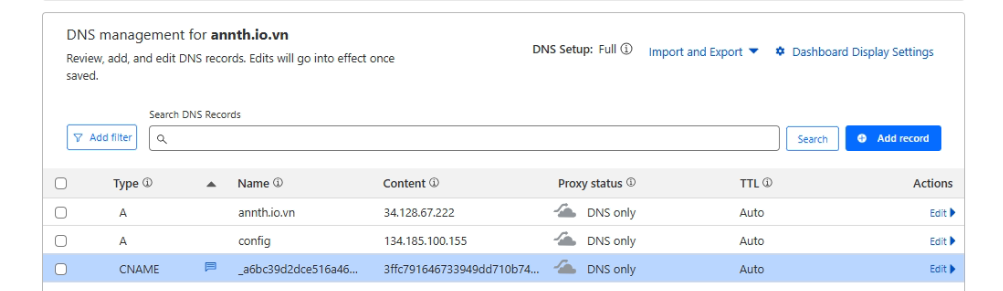 DNS management for annth.io.vn
Review, add, and edit DNS records. Edits will go into effect once
saved.
DNS Setup: Full
Import and Export
Dashboard Display Settings
Search DNS Records
Add filter
Search
Add record
Type Name Content Proxy status TTL Actions
A annth.io.vn 34.128.67.222 DNS only Auto Edit
A config 134.185.100.155 DNS only Auto Edit
CNAME _a6bc39d2dce516a46... 3ffc791646733949dd710b74... DNS only Auto Edit